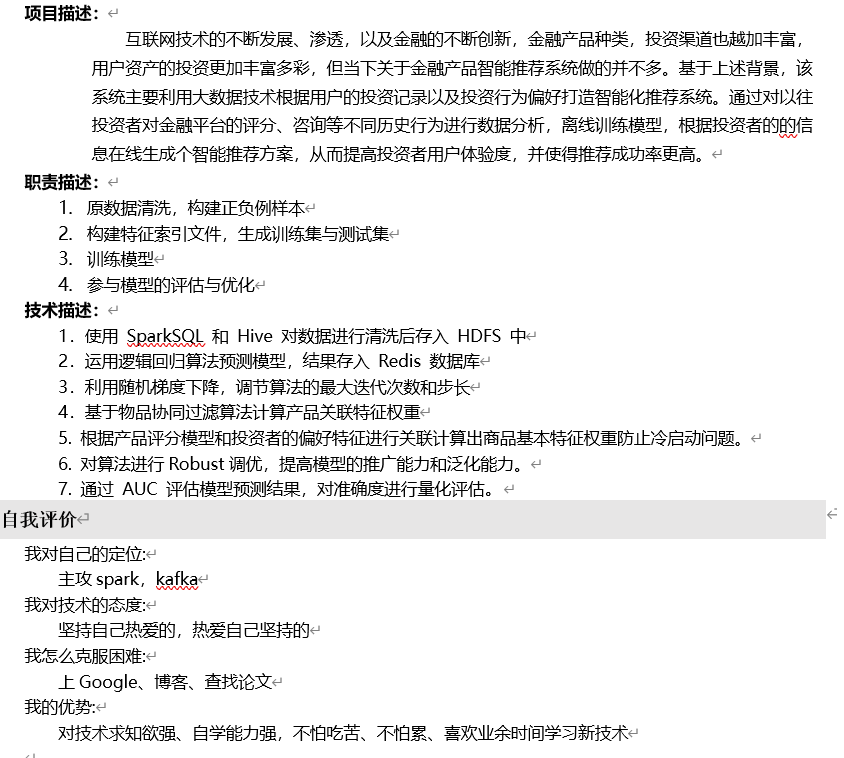 项目描述：
互联网技术的不断发展、渗透，以及金融的不断创新，金融产品种类，投资渠道也越加丰富，
用户资产的投资更加丰富多彩，但当下关于金融产品智能推荐系统做的并不多。基于上述背景，该
系统主要利用大数据技术根据用户的投资记录以及投资行为偏好打造智能化推荐系统。通过对以往
投资者对金融平台的评分、咨询等不同历史行为进行数据分析，离线训练模型，根据投资者的的信
息在线生成个智能推荐方案，从而提高投资者用户体验度，并使得推荐成功率更高。
职责描述：
1. 原数据清洗，构建正负例样本
2. 构建特征索引文件，生成训练集与测试集
3. 训练模型
4. 参与模型的评估与优化
技术描述：
1．使用 SparkSQL 和 Hive 对数据进行清洗后存入 HDFS 中
2．运用逻辑回归算法预测模型，结果存入 Redis 数据库
3．利用随机梯度下降，调节算法的最大迭代次数和步长
4．基于物品协同过滤算法计算产品关联特征权重
5. 根据产品评分模型和投资者的偏好特征进行关联计算出商品基本特征权重防止冷启动问题。
6. 对算法进行 Robust 调优，提高模型的推广能力和泛化能力。
7. 通过 AUC 评估模型预测结果，对准确度进行量化评估。
自我评价
我对自己的定位:
主攻 spark，kafka
我对技术的态度:
坚持自己热爱的，热爱自己坚持的
我怎么克服困难:
上 Google、博客、查找论文
我的优势:
对技术求知欲强、自学能力强，不怕吃苦、不怕累、喜欢业余时间学习新技术